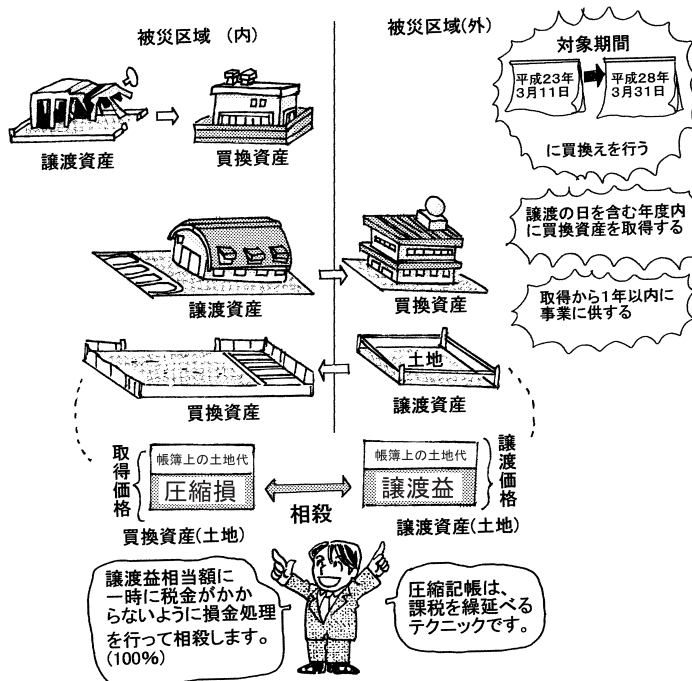 被災区域 (内)
被災区域(外)
対象期間
平成23年
3月11日
平成28年
3月31日
に買換えを行う
譲渡資産
買換資産
譲渡の日を含む年度内
に買換資産を取得する
譲渡資産
買換資産
取得から1年以内に
事業に供する
買換資産
土地
譲渡資産
取得価格
帳簿上の土地代
圧縮損
買換資産(土地)
相殺
帳簿上の土地代
譲渡益
譲渡価格
譲渡資産(土地)
譲渡益相当額に
一時に税金がかか
らないように損金処理
を行って相殺します。
(100%)
圧縮記帳は、
課税を繰延べる
テクニックです。